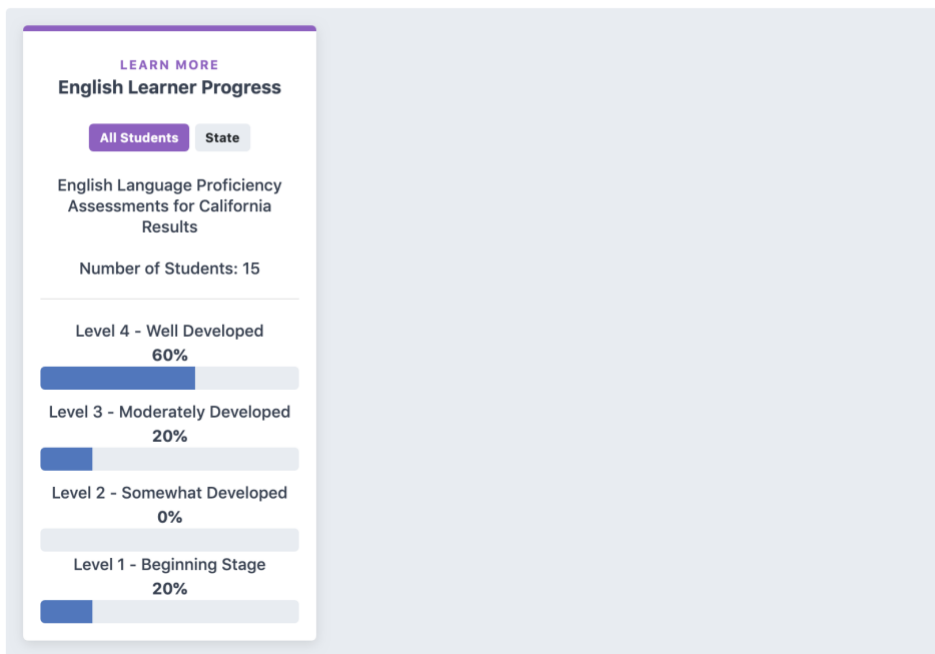 LEARN MORE
English Learner Progress
All Students State
English Language Proficiency
Assessments for California
Results
Number of Students: 15
Level 4 - Well Developed
60%
Level 3 - Moderately Developed
20%
Level 2 - Somewhat Developed
0%
Level 1 - Beginning Stage
20%